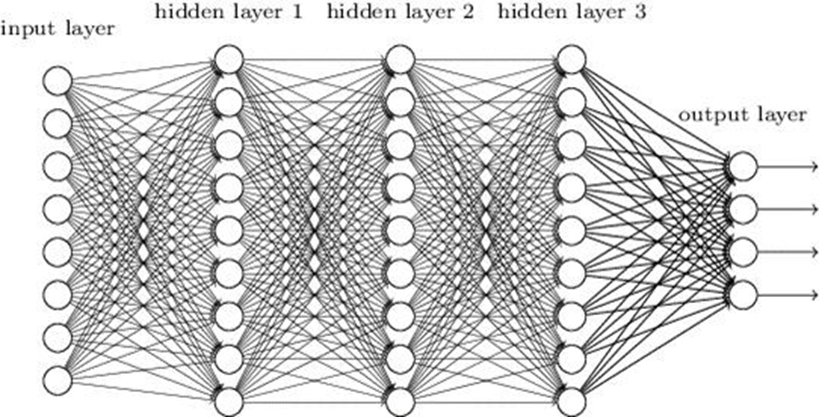 input layer
hidden layer 1
hidden layer 2
hidden layer 3
output layer